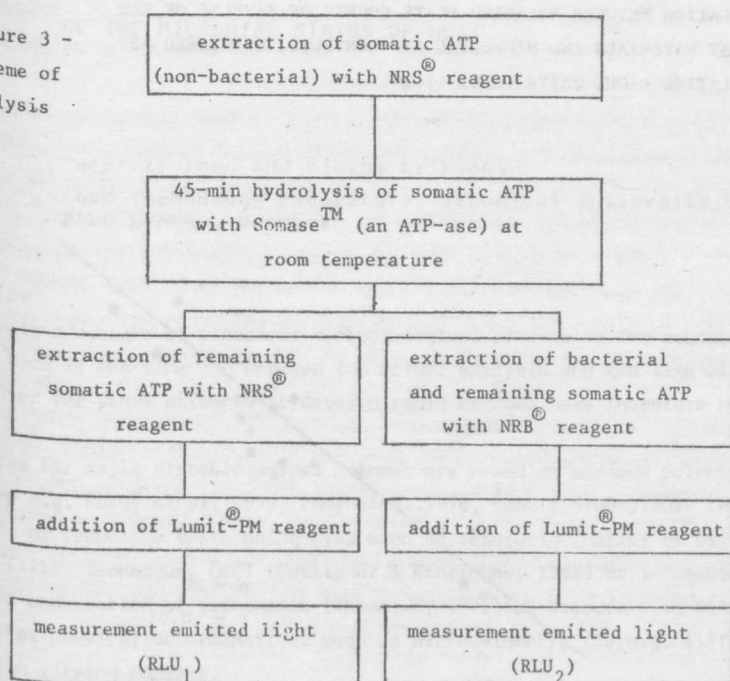 ure 3 -
eme of
lysis
extraction of somatic ATP
(non-bacterial) with NRS® reagent
45-min hydrolysis of somatic ATP
with Somase™ (an ATP-ase) at
room temperature
extraction of remaining
somatic ATP with NRS®
reagent
extraction of bacterial
and remaining somatic ATP
with NRB® reagent
addition of Lumit®-PM reagent
addition of Lumit®-PM reagent
measurement emitted light
(RLU1)
measurement emitted light
(RLU2)